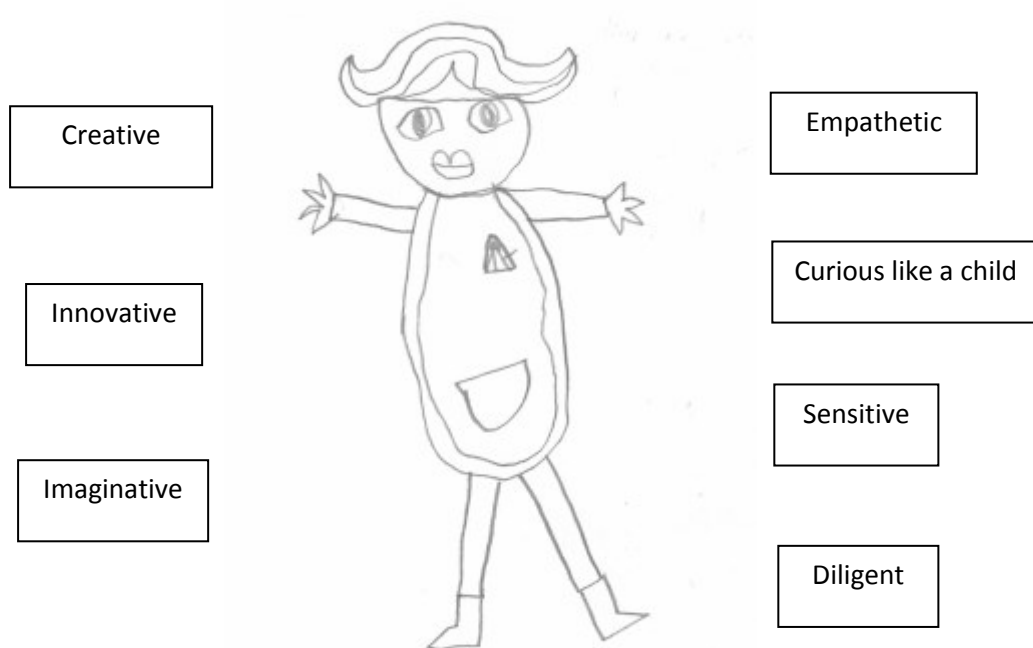 Creative
Innovative
Imaginative
Empathetic
Curious like a child
Sensitive
Diligent